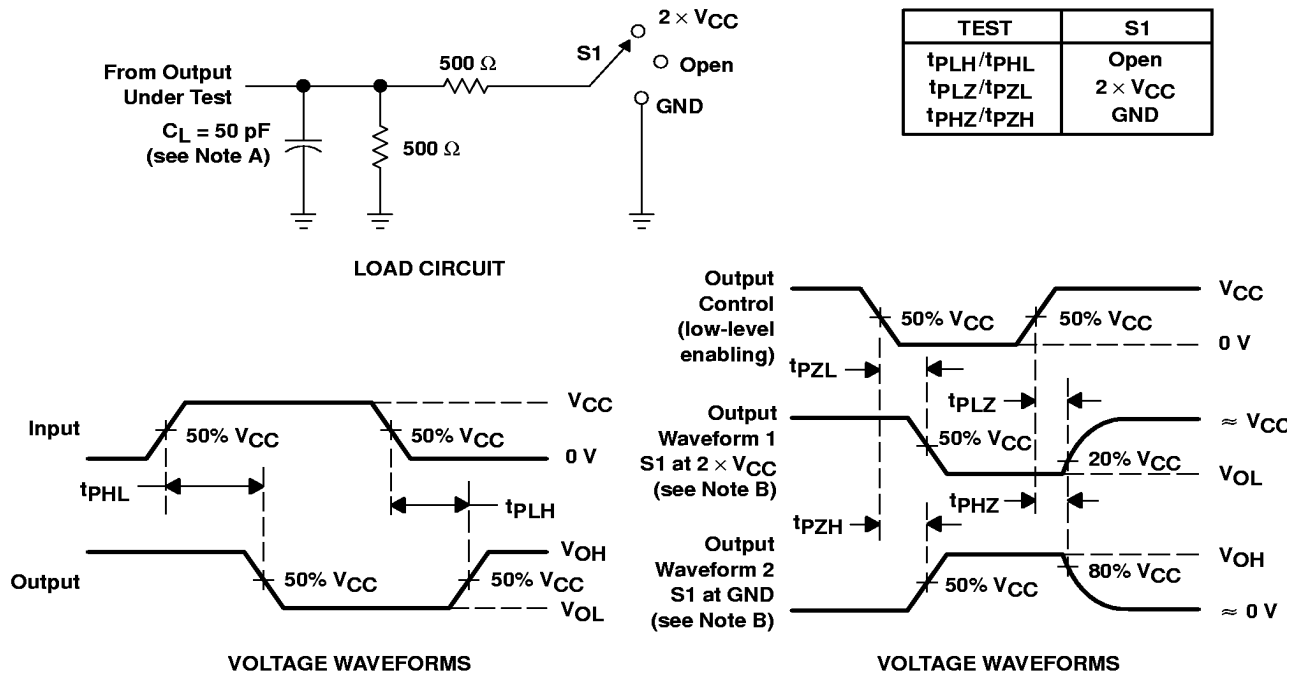 2 × VCC
S1
Open
GND
From Output
Under Test
500 Ω
CL = 50 pF
(see Note A)
500 Ω
LOAD CIRCUIT
TEST S1
tPLH/tPHL Open
tPLZ/tPZL 2 × VCC
tPHZ/tPZH GND
Input
50% VCC
50% VCC
VCC
0 V
tPHL
tPLH
Output
50% VCC
50% VCC
VOH
VOL
VOLTAGE WAVEFORMS
Output
Control
(low-level
enabling)
50% VCC
50% VCC
VCC
0 V
tPZL
tPLZ
Output
Waveform 1
S1 at 2 × VCC
(see Note B)
50% VCC
20% VCC
≈ VCC
VOL
tPZH
tPHZ
Output
Waveform 2
S1 at GND
(see Note B)
50% VCC
80% VCC
VOH
≈ 0 V
VOLTAGE WAVEFORMS